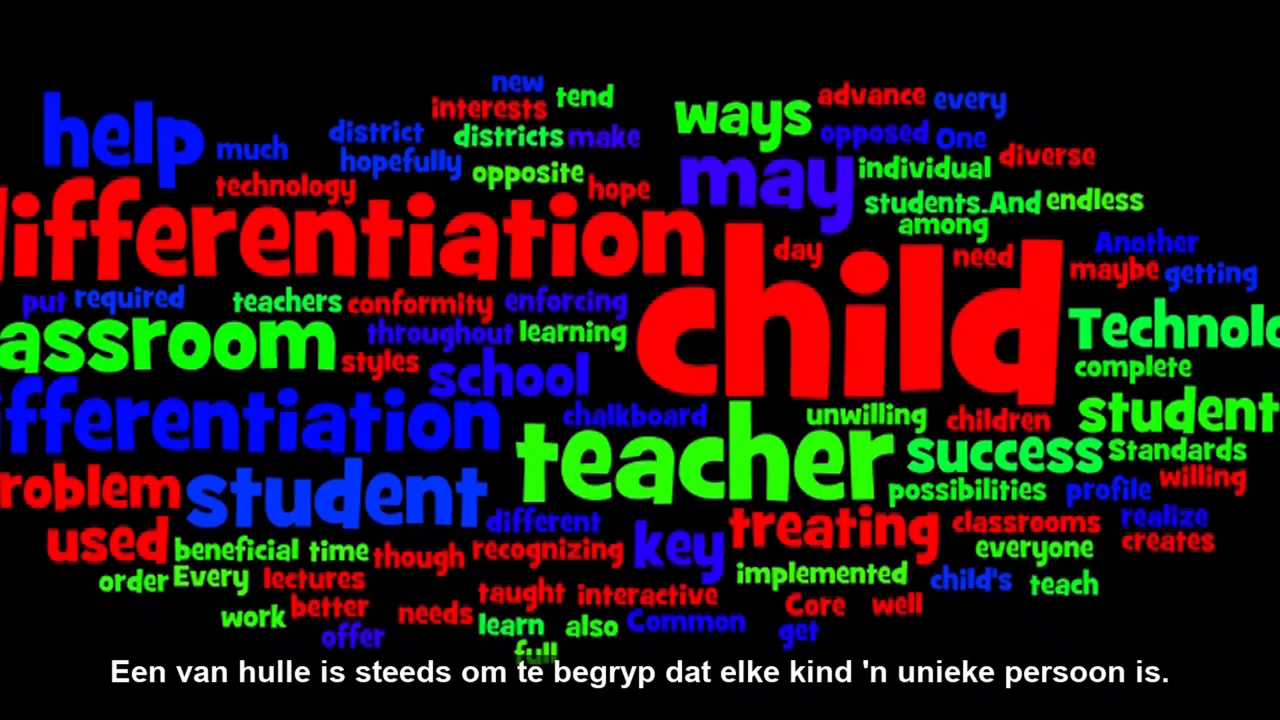 new
interests
tend
ways
advance
every
help
much
district
districts
make
opposed
One
hopefully
opposite
may
individual
diverse
technology
hope
students.And
endless
among
differentiation
day
need
Another
maybe
getting
child
put
required
teachers
conformity
enforcing
throughout
learning
assroom
styles
school
Technolo
complete
ifferentiation
chalkboard
unwilling
children
student
teacher
success
Standards
roblem
student
possibilities
profile
willing
used
different
key
treating
classrooms
realize
creates
beneficial
time
though
recognizing
everyone
order
Every
lectures
implemented
child's
teach
taught
interactive
Core
well
work
better
needs
learn
also
Common
get
offer
full
Een van hulle is steeds om te begryp dat elke kind 'n unieke persoon is.